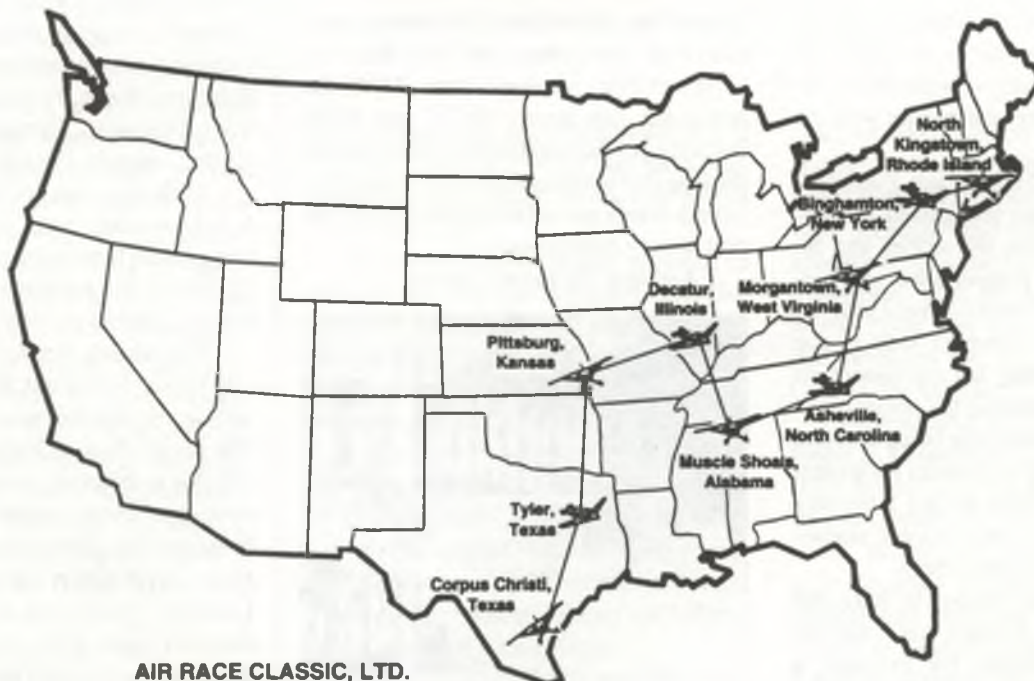 North
Kingstown,
Rhode Island
Binghamton,
New York
Decatur,
Illinois
Morgantown,
West Virginia
Pittsburg,
Kansas
Asheville,
North Carolina
Muscle Shoals,
Alabama
Tyler,
Texas
Corpus Christi,
Texas
AIR RACE CLASSIC, LTD.